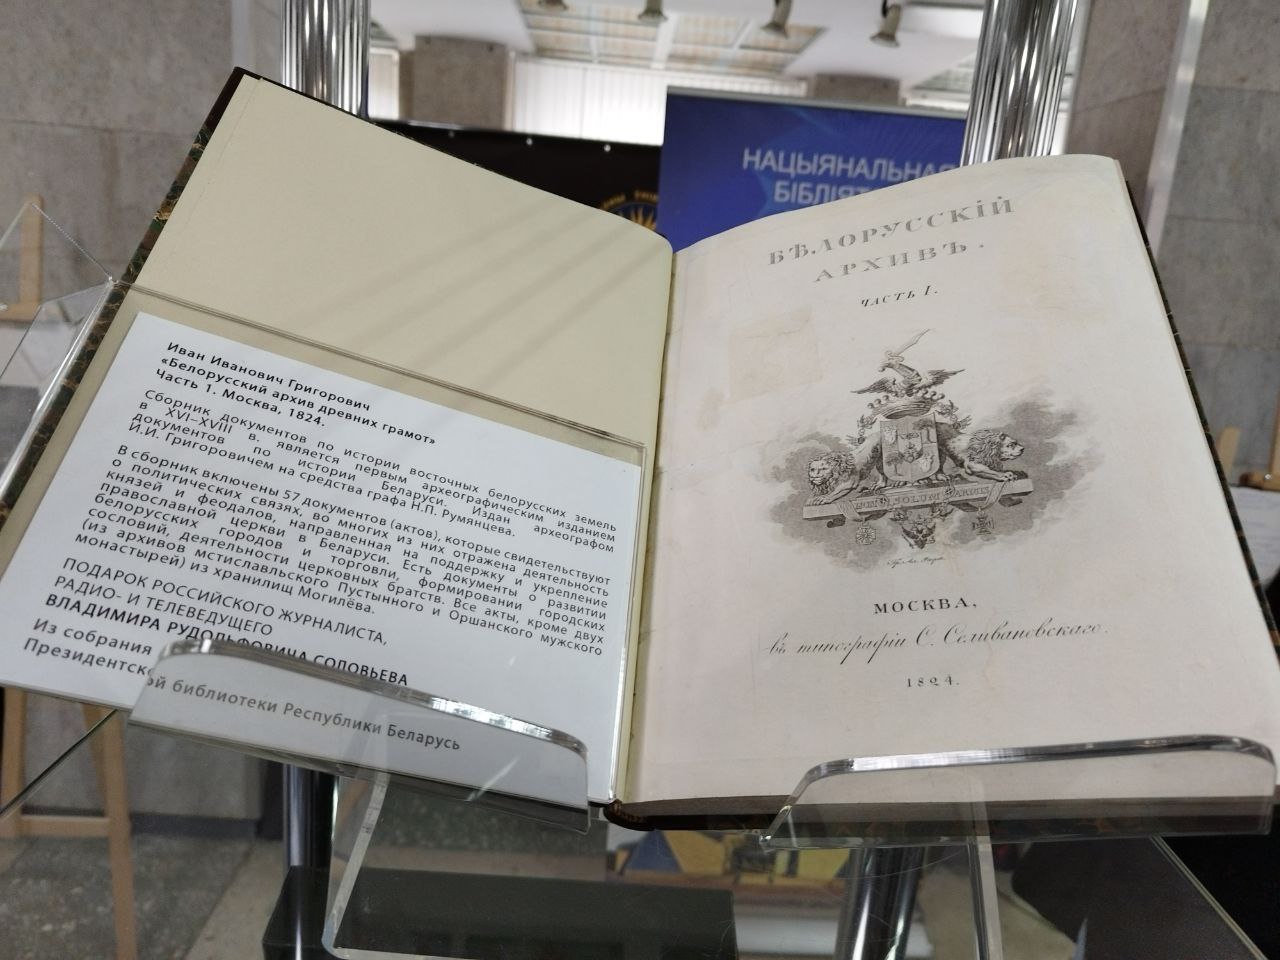 НАЦЫЯНАЛЬНАЯ
Иван Иванович Григорович
«Белорусский архив древних грамот»
Часть 1. Москва, 1824.
Сборник документов по истории восточных белорусских земель
в XVI–XVIII в. является первым археографическим изданием
документов по истории Беларуси. Издан археографом
И.И. Григоровичем на средства графа Н.П. Румянцева.
В сборник включены 57 документов (актов), которые свидетельствуют
о политических связях, во многих из них отражена деятельность
князей и феодалов, направленная на поддержку и укрепление
православной церкви в Беларуси. Есть документы о развитии
белорусских городов и торговли, формировании городских
сословий, деятельности церковных братств. Все акты, кроме двух
(из архивов мстиславльского Пустынного и Оршанского мужского
монастырей) из хранилищ Могилёва.
ПОДАРОК РОССИЙСКОГО ЖУРНАЛИСТА,
РАДИО- И ТЕЛЕВЕДУЩЕГО
ВЛАДИМИРА РУДОЛЬФОВИЧА СОЛОВЬЕВА
Из собрания
Президентской библиотеки Республики Беларусь
БѢЛОРУССКІЙ
АРХИВЪ.
ЧАСТЬ I.
NON SOLUM ARMIS
МОСКВА,
въ типографіи С. Селивановскаго.
1824.